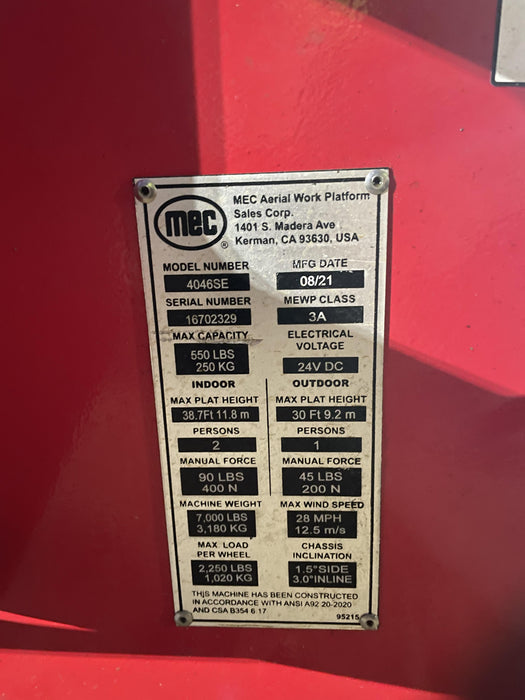 mec
®
MEC Aerial Work Platform
Sales Corp.
1401 S. Madera Ave
Kerman, CA 93630, USA
MODEL NUMBER MFG DATE
4046SE 08/21
SERIAL NUMBER MEWP CLASS
16702329 3A
MAX CAPACITY ELECTRICAL
VOLTAGE
550 LBS
250 KG 24V DC
INDOOR OUTDOOR
MAX PLAT HEIGHT MAX PLAT HEIGHT
38.7Ft 11.8 m 30 Ft 9.2 m
PERSONS PERSONS
2 1
MANUAL FORCE MANUAL FORCE
90 LBS 45 LBS
400 N 200 N
MACHINE WEIGHT MAX WIND SPEED
7,000 LBS 28 MPH
3,180 KG 12.5 m/s
MAX. LOAD CHASSIS
PER WHEEL INCLINATION
2,250 LBS 1.5°SIDE
1,020 KG 3.0°INLINE
THIS MACHINE HAS BEEN CONSTRUCTED
IN ACCORDANCE WITH ANSI A92 20-2020
AND CSA B354 6 17 95215